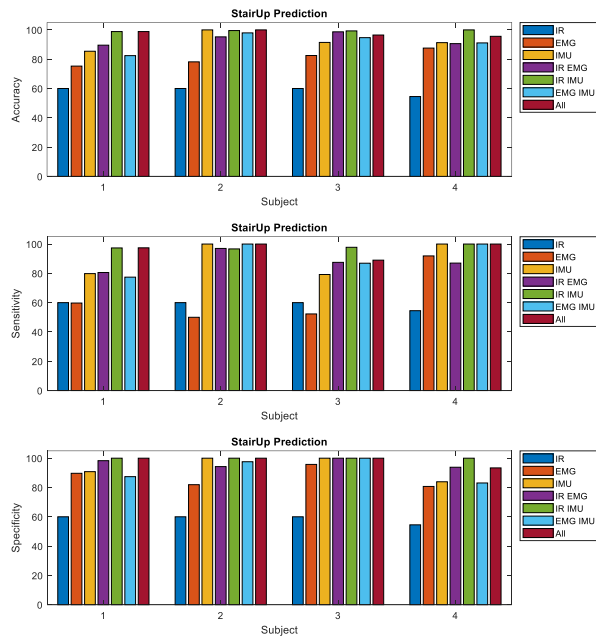 StairUp Prediction
Accuracy
100
80
60
40
20
0
1 2 3 4
Subject
IR
EMG
IMU
IR EMG
IR IMU
EMG IMU
All
StairUp Prediction
Sensitivity
100
80
60
40
20
0
1 2 3 4
Subject
IR
EMG
IMU
IR EMG
IR IMU
EMG IMU
All
StairUp Prediction
Specificity
100
80
60
40
20
0
1 2 3 4
Subject
IR
EMG
IMU
IR EMG
IR IMU
EMG IMU
All